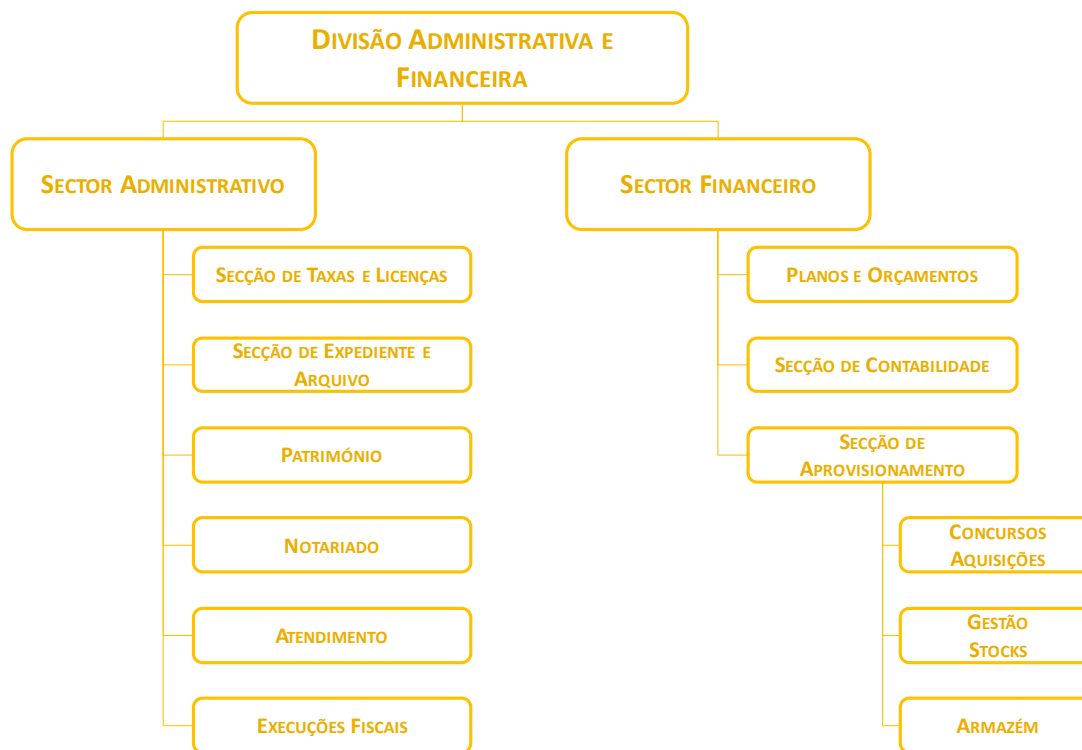 DIVISÃO ADMINISTRATIVA E
FINANCEIRA
SECTOR ADMINISTRATIVO
SECTOR FINANCEIRO
SECÇÃO DE TAXAS E LICENÇAS
SECÇÃO DE EXPEDIENTE E
ARQUIVO
PATRIMÓNIO
NOTARIADO
ATENDIMENTO
EXECUÇÕES FISCAIS
PLANOS E ORÇAMENTOS
SECÇÃO DE CONTABILIDADE
SECÇÃO DE
APROVISIONAMENTO
CONCURSOS
AQUISIÇÕES
GESTÃO
STOCKS
ARMAZÉM